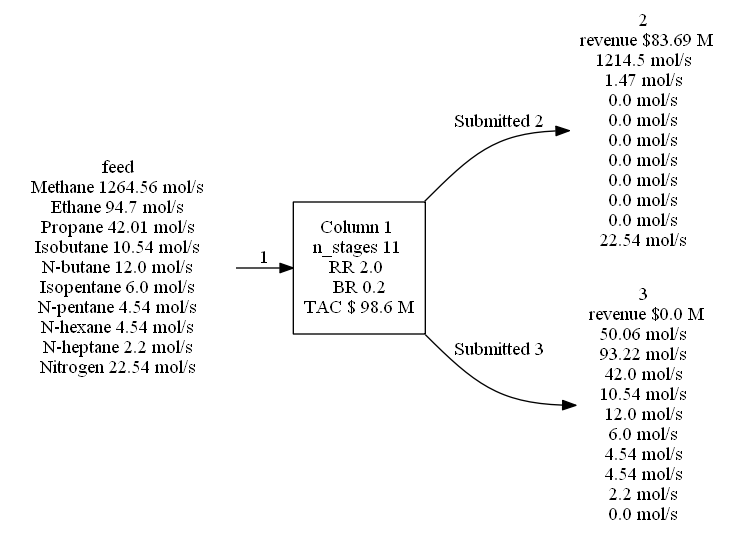 feed
Methane 1264.56 mol/s
Ethane 94.7 mol/s
Propane 42.01 mol/s
Isobutane 10.54 mol/s
N-butane 12.0 mol/s
Isopentane 6.0 mol/s
N-pentane 4.54 mol/s
N-hexane 4.54 mol/s
N-heptane 2.2 mol/s
Nitrogen 22.54 mol/s
1
Column 1
n_stages 11
RR 2.0
BR 0.2
TAC $ 98.6 M
Submitted 2
2
revenue $83.69 M
1214.5 mol/s
1.47 mol/s
0.0 mol/s
0.0 mol/s
0.0 mol/s
0.0 mol/s
0.0 mol/s
0.0 mol/s
0.0 mol/s
22.54 mol/s
Submitted 3
3
revenue $0.0 M
50.06 mol/s
93.22 mol/s
42.0 mol/s
10.54 mol/s
12.0 mol/s
6.0 mol/s
4.54 mol/s
4.54 mol/s
2.2 mol/s
0.0 mol/s